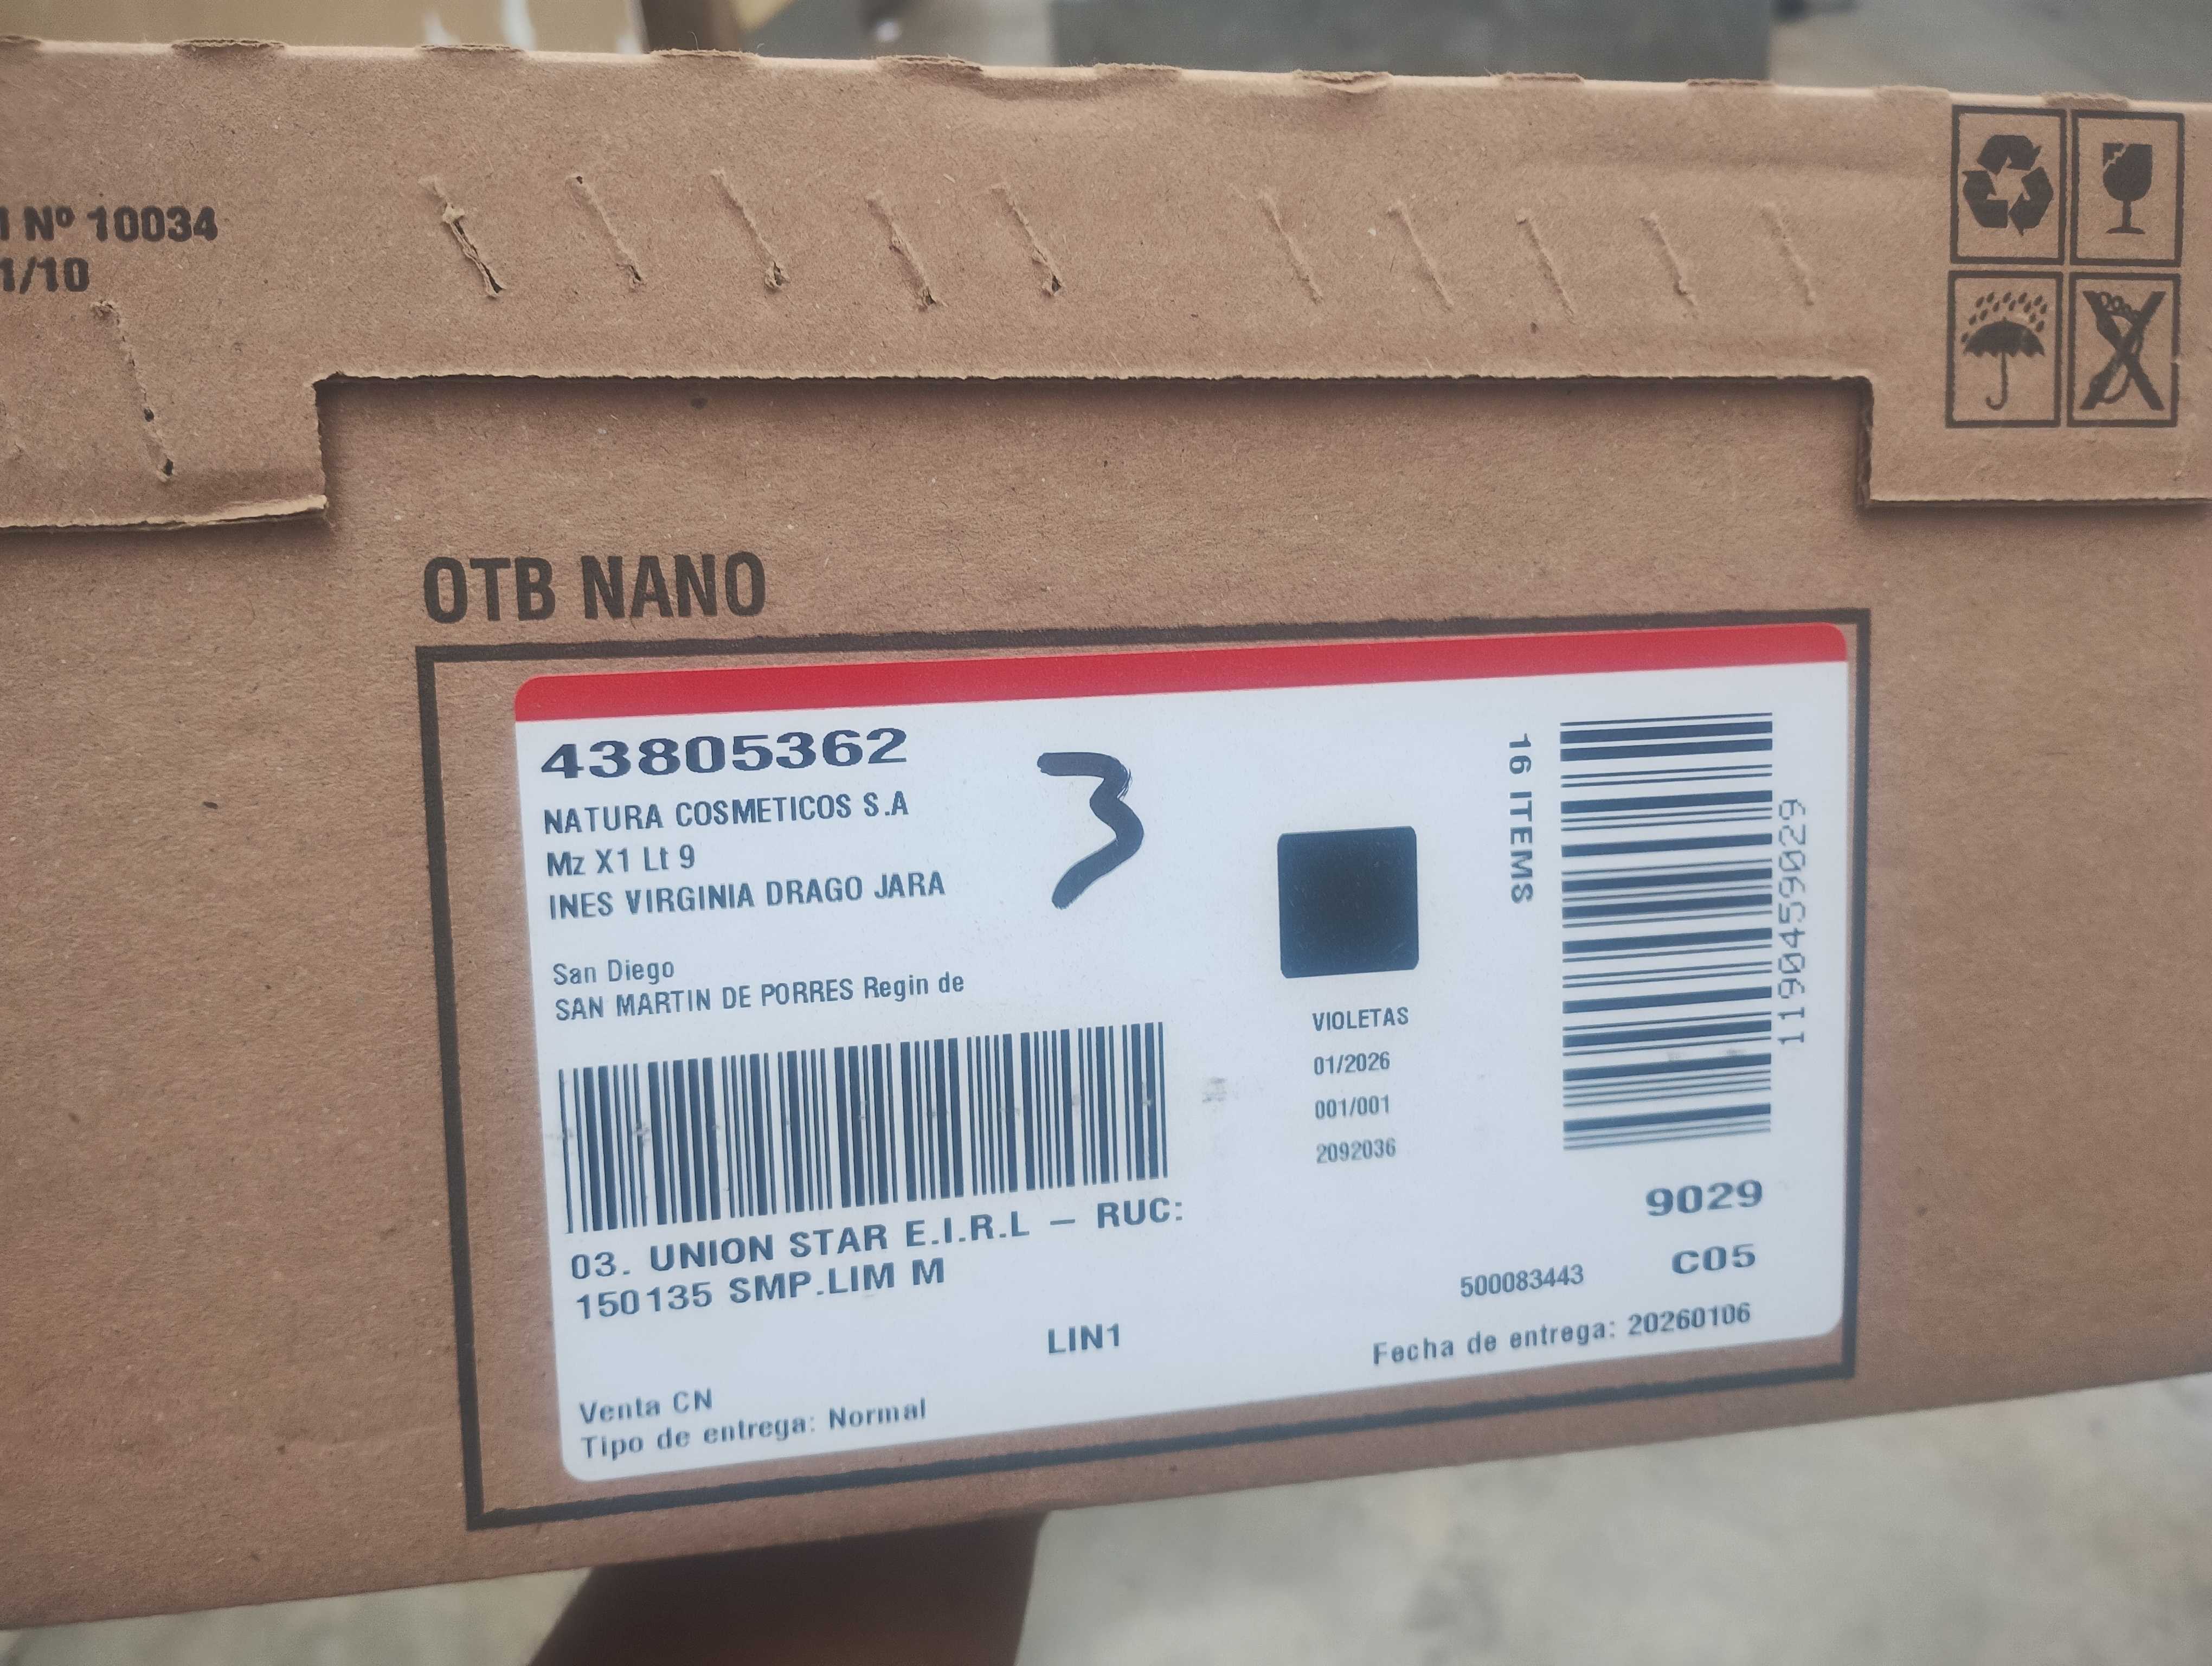 Nº 10034
1/10
OTB NANO
43805362
3
NATURA COSMETICOS S.A
Mz X1 Lt 9
INES VIRGINIA DRAGO JARA
San Diego
SAN MARTIN DE PORRES Regin de
03. UNION STAR E.I.R.L – RUC:
150135 SMP.LIM M
LIN1
Venta CN
Tipo de entrega: Normal
VIOLETAS
01/2026
001/001
2092036
16 ITEMS
1190459029
9029
C05
500083443
Fecha de entrega: 20260106